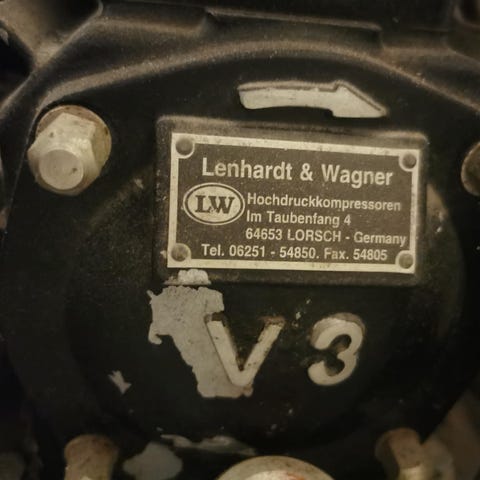 Lenhardt & Wagner
LW
Hochdruckkompressoren
Im Taubenfang 4
64653 LORSCH - Germany
Tel. 06251 - 54850. Fax. 54805
V3